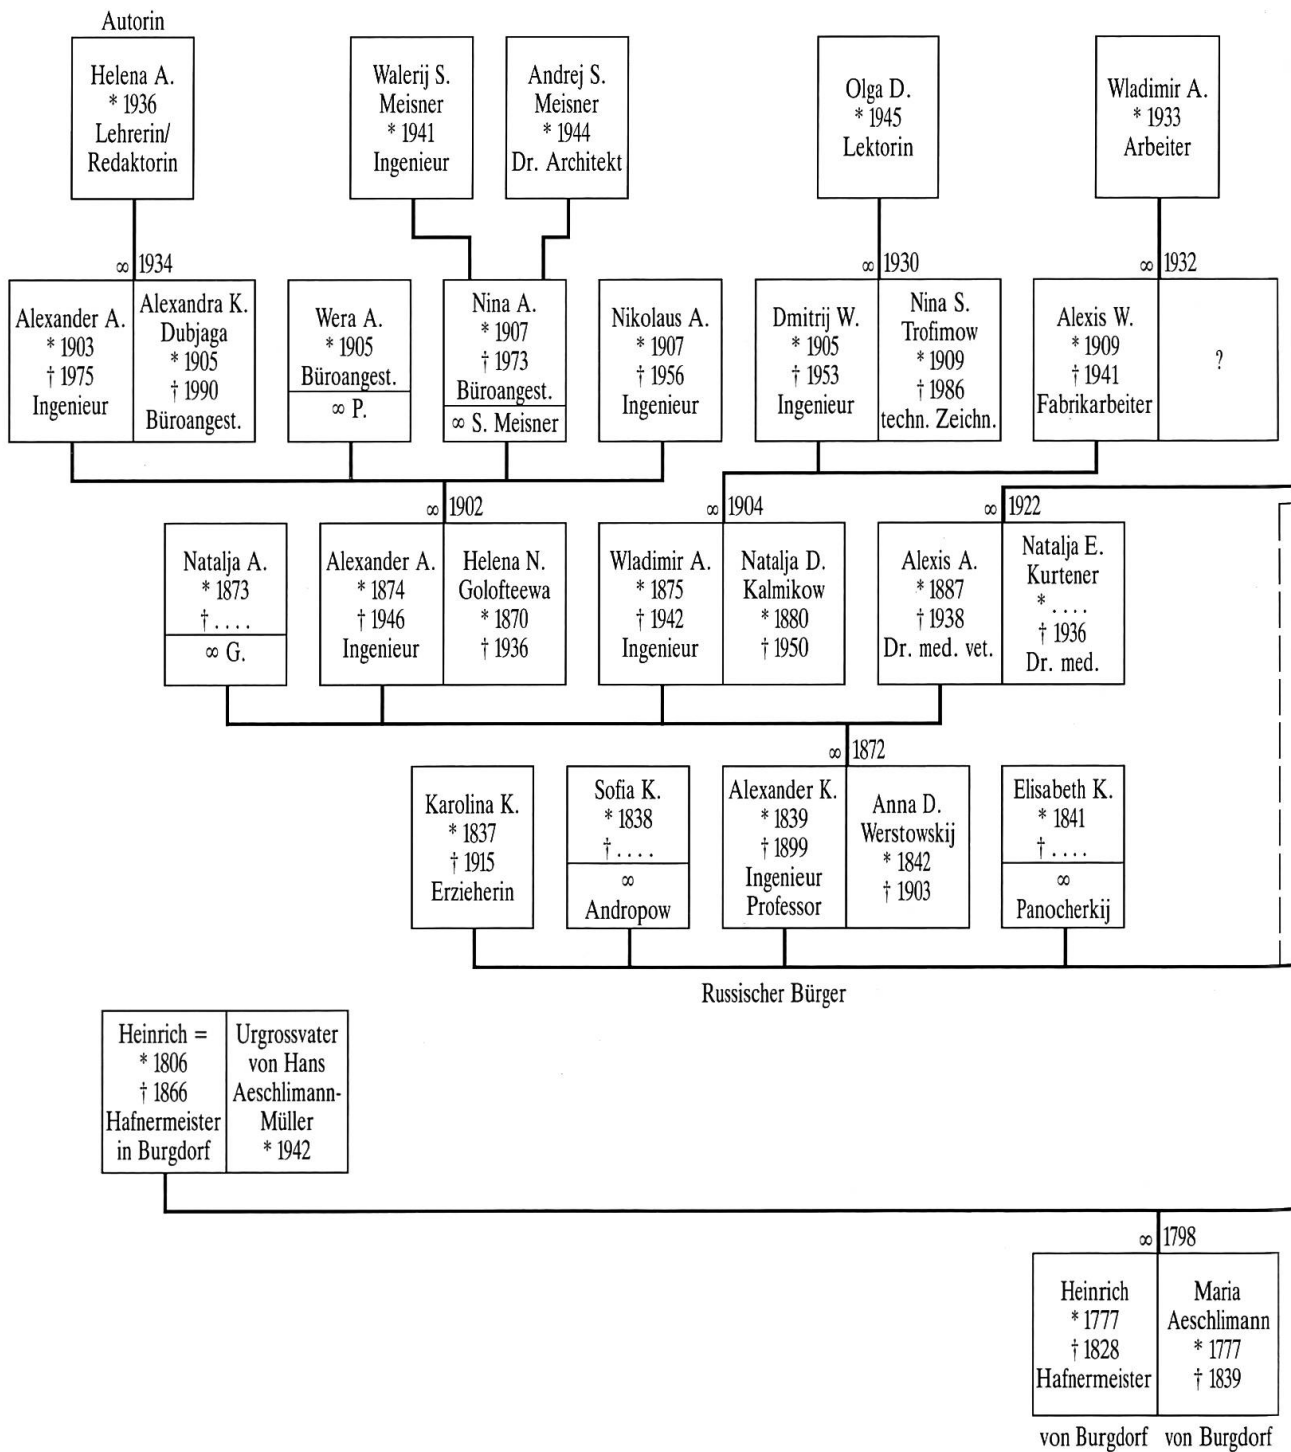 Autorin
Helena A.
* 1936
Lehrerin/
Redaktorin
Walerij S.
Meisner
* 1941
Ingenieur
Andrej S.
Meisner
* 1944
Dr. Architekt
Olga D.
* 1945
Lektorin
Wladimir A.
* 1933
Arbeiter
∞ 1934
Alexander A.
* 1903
† 1975
Ingenieur
Alexandra K.
Dubjaga
* 1905
† 1990
Büroangest.
Wera A.
* 1905
Büroangest.
∞ P.
Nina A.
* 1907
† 1973
Büroangest.
∞ S. Meisner
Nikolaus A.
* 1907
† 1956
Ingenieur
∞ 1930
Dmitrij W.
* 1905
† 1953
Ingenieur
Nina S.
Trofimow
* 1909
† 1986
techn. Zeichn.
∞ 1932
Alexis W.
* 1909
† 1941
Fabrikarbeiter
?
Natalja A.
* 1873
† . . . .
∞ G.
∞ 1902
Alexander A.
* 1874
† 1946
Ingenieur
Helena N.
Golofteewa
* 1870
† 1936
∞ 1904
Wladimir A.
* 1875
† 1942
Ingenieur
Natalja D.
Kalmikow
* 1880
† 1950
∞ 1922
Alexis A.
* 1887
† 1938
Dr. med. vet.
Natalja E.
Kurtener
* . . . .
† 1936
Dr. med.
Karolina K.
* 1837
† 1915
Erzieherin
Sofia K.
* 1838
† . . . .
∞
Andropow
∞ 1872
Alexander K.
* 1839
† 1899
Ingenieur
Professor
Anna D.
Werstowskij
* 1842
† 1903
Elisabeth K.
* 1841
† . . . .
∞
Panocherkij
Russischer Bürger
Heinrich =
* 1806
† 1866
Hafnermeister
in Burgdorf
Urgrossvater
von Hans
Aeschlimann-
Müller
* 1942
∞ 1798
Heinrich
* 1777
† 1828
Hafnermeister
Maria
Aeschlimann
* 1777
† 1839
von Burgdorf
von Burgdorf